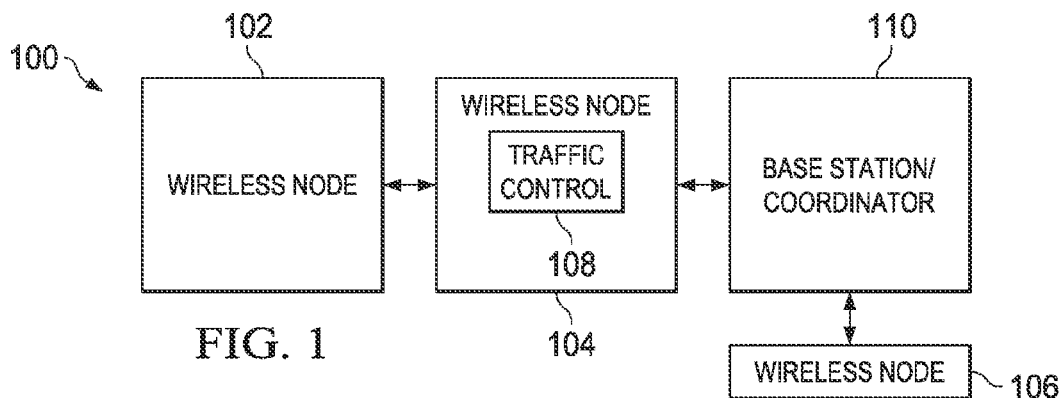 100
102
110
WIRELESS NODE
WIRELESS NODE
TRAFFIC
CONTROL
108
BASE STATION/
COORDINATOR
FIG. 1
104
WIRELESS NODE
106